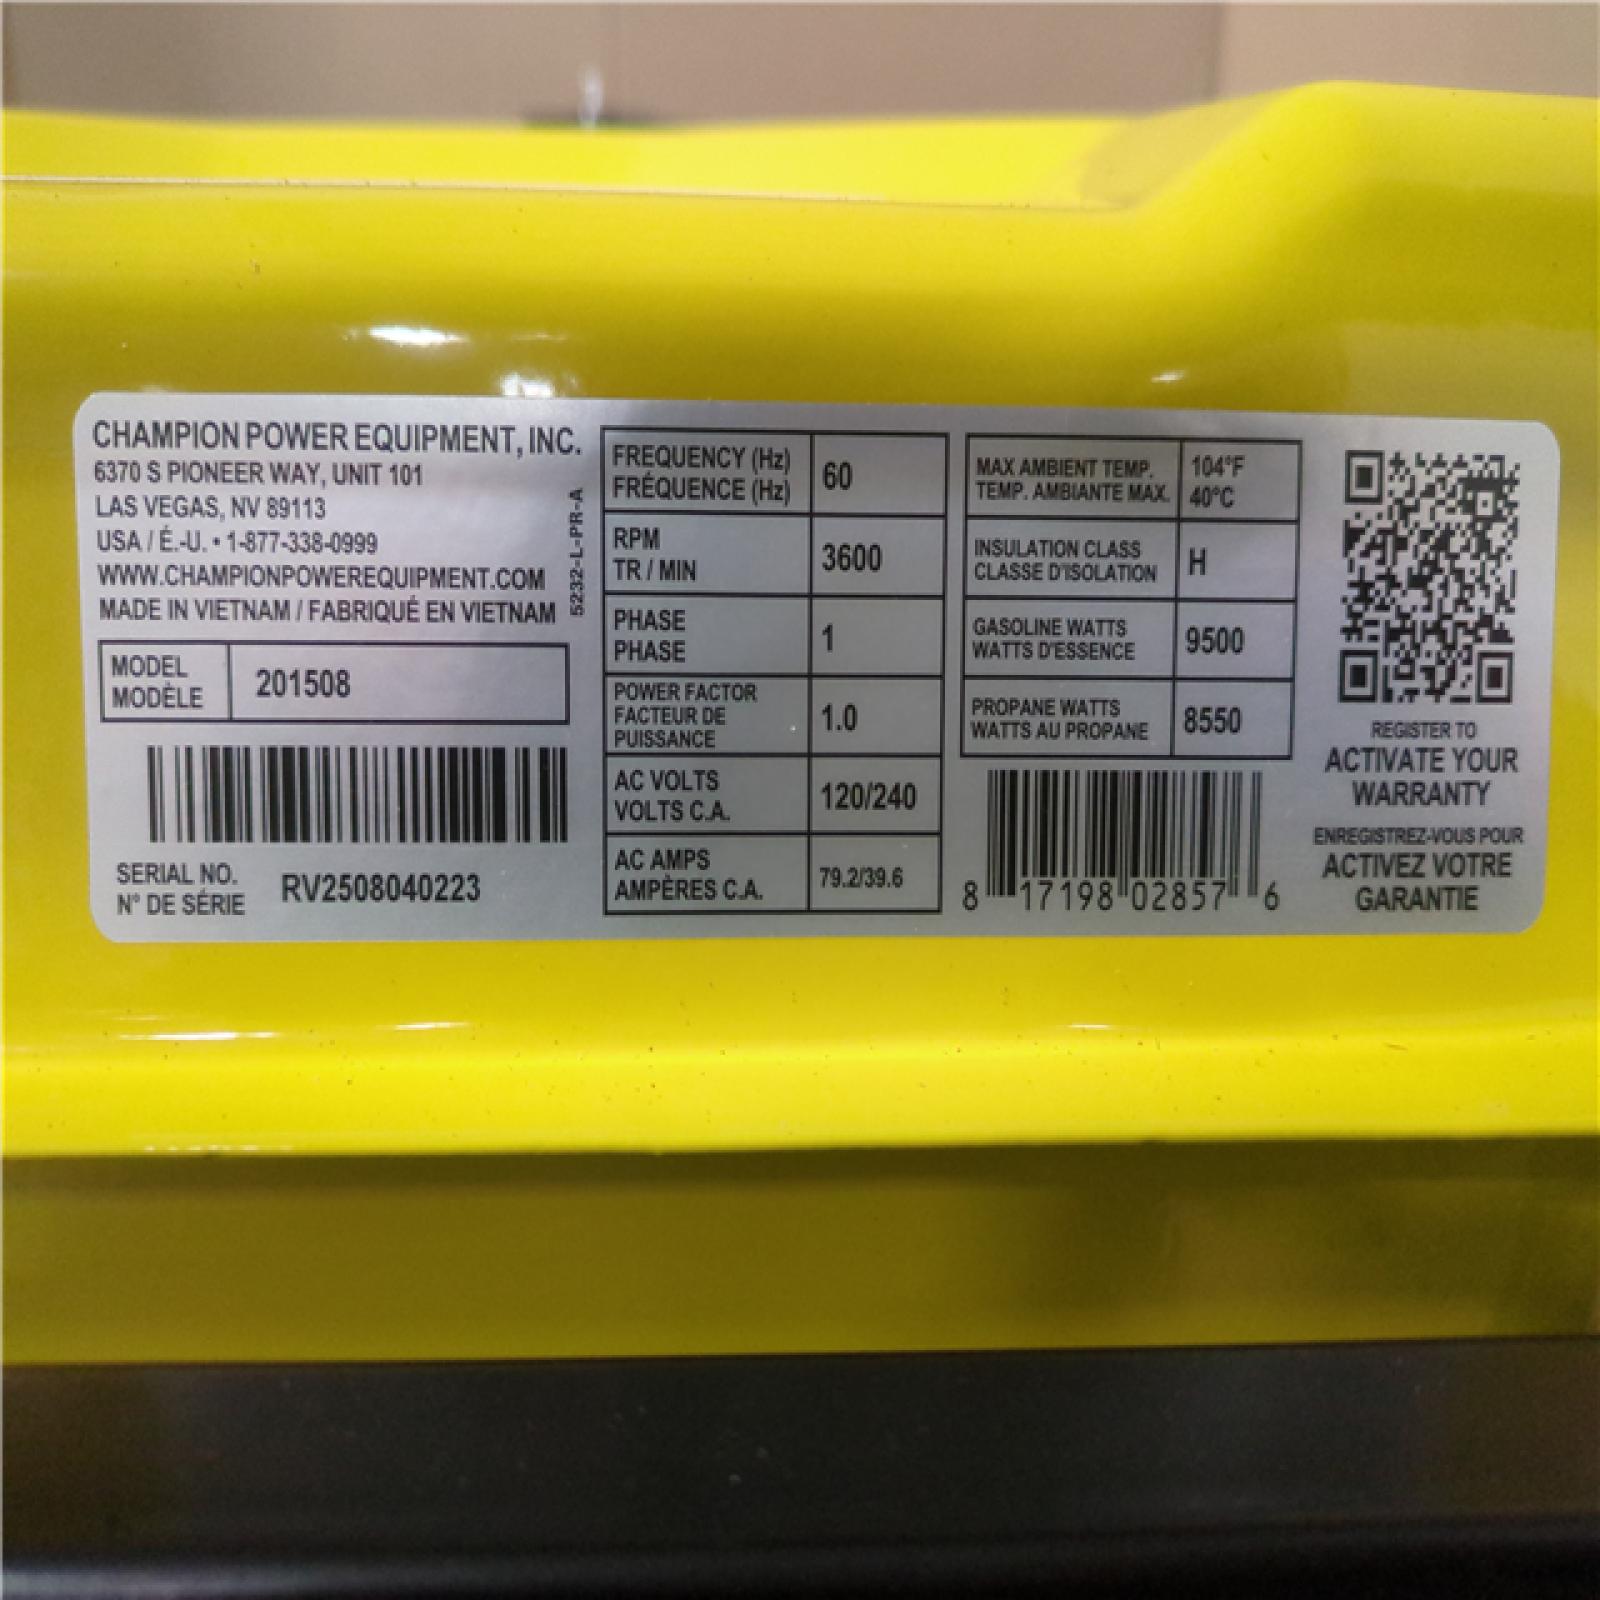 CHAMPION POWER EQUIPMENT, INC.
6370 S PIONEER WAY, UNIT 101
LAS VEGAS, NV 89113
USA / É.-U. • 1-877-338-0999
WWW.CHAMPIONPOWEREQUIPMENT.COM
MADE IN VIETNAM / FABRIQUÉ EN VIETNAM
5232-L-PR-A
MODEL
MODÈLE
201508
SERIAL NO.
N° DE SÉRIE
RV2508040223
FREQUENCY (Hz)
FRÉQUENCE (Hz)
60
RPM
TR / MIN
3600
PHASE
PHASE
1
POWER FACTOR
FACTEUR DE
PUISSANCE
1.0
AC VOLTS
VOLTS C.A.
120/240
AC AMPS
AMPÈRES C.A.
79.2/39.6
MAX AMBIENT TEMP.
TEMP. AMBIANTE MAX.
104°F
40°C
INSULATION CLASS
CLASSE D'ISOLATION
H
GASOLINE WATTS
WATTS D'ESSENCE
9500
PROPANE WATTS
WATTS AU PROPANE
8550
8 17198 02857 6
REGISTER TO
ACTIVATE YOUR
WARRANTY
ENREGISTREZ-VOUS POUR
ACTIVEZ VOTRE
GARANTIE